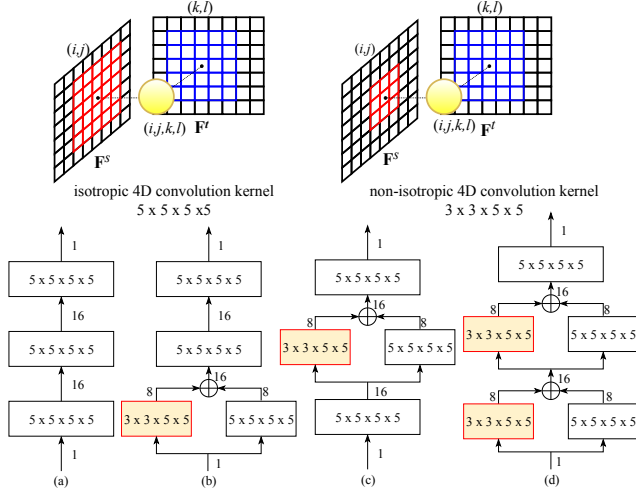 (k,l)
(i,j)
(i,j,k,l)
F^t
F^s
isotropic 4D convolution kernel
5 x 5 x 5 x5
(k,l)
(i,j)
(i,j,k,l)
F^t
F^s
non-isotropic 4D convolution kernel
3 x 3 x 5 x 5
1
5 x 5 x 5 x 5
16
5 x 5 x 5 x 5
16
5 x 5 x 5 x 5
1
(a)
1
5 x 5 x 5 x 5
16
5 x 5 x 5 x 5
16
8
8
3 x 3 x 5 x 5
5 x 5 x 5 x 5
1
(b)
1
5 x 5 x 5 x 5
16
8
8
3 x 3 x 5 x 5
5 x 5 x 5 x 5
16
5 x 5 x 5 x 5
1
(c)
1
5 x 5 x 5 x 5
16
8
8
3 x 3 x 5 x 5
5 x 5 x 5 x 5
16
8
8
3 x 3 x 5 x 5
5 x 5 x 5 x 5
1
(d)